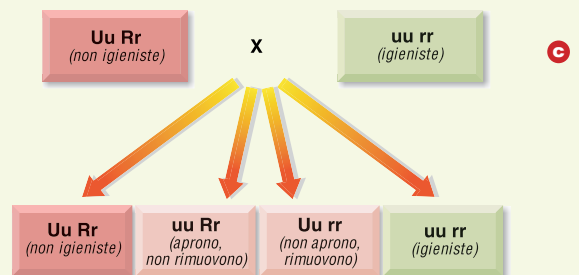 Uu Rr
(non igieniste)
x
uu rr
(igieniste)
C
Uu Rr
(non igieniste)
uu Rr
(aprono,
non rimuovono)
Uu rr
(non aprono,
rimuovono)
uu rr
(igieniste)